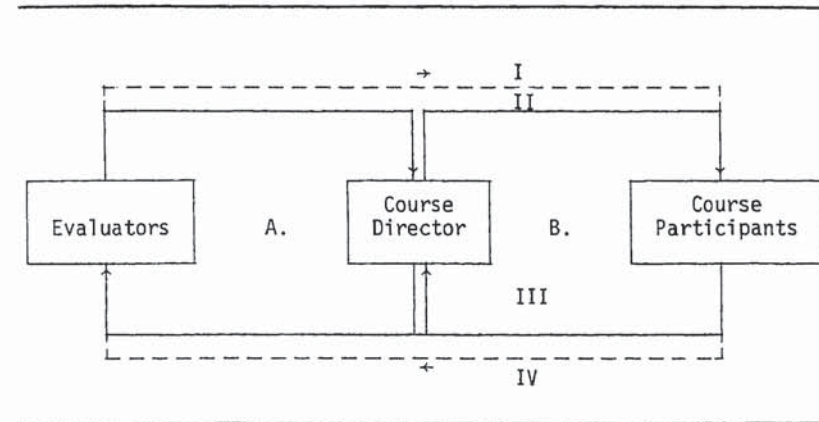 I
II
Evaluators
A.
Course
Director
B.
Course
Participants
III
IV